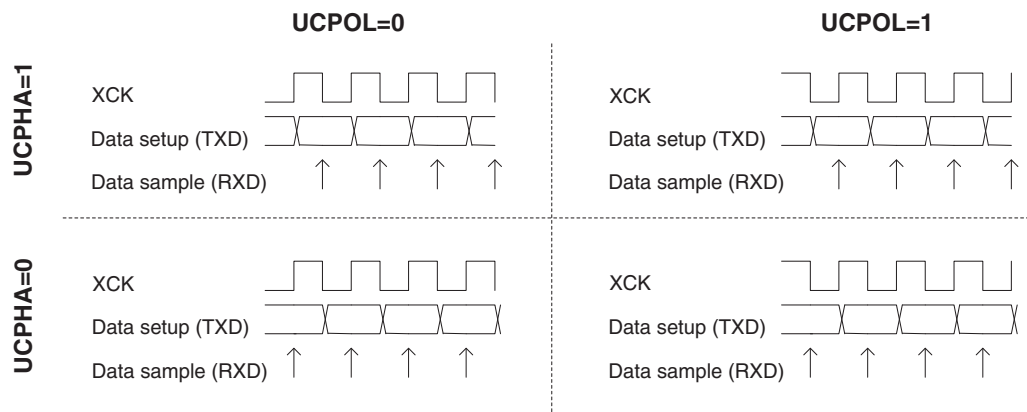 UCPOL=0
UCPOL=1
UCPHA=1
XCK
Data setup (TXD)
Data sample (RXD)
XCK
Data setup (TXD)
Data sample (RXD)
UCPHA=0
XCK
Data setup (TXD)
Data sample (RXD)
XCK
Data setup (TXD)
Data sample (RXD)